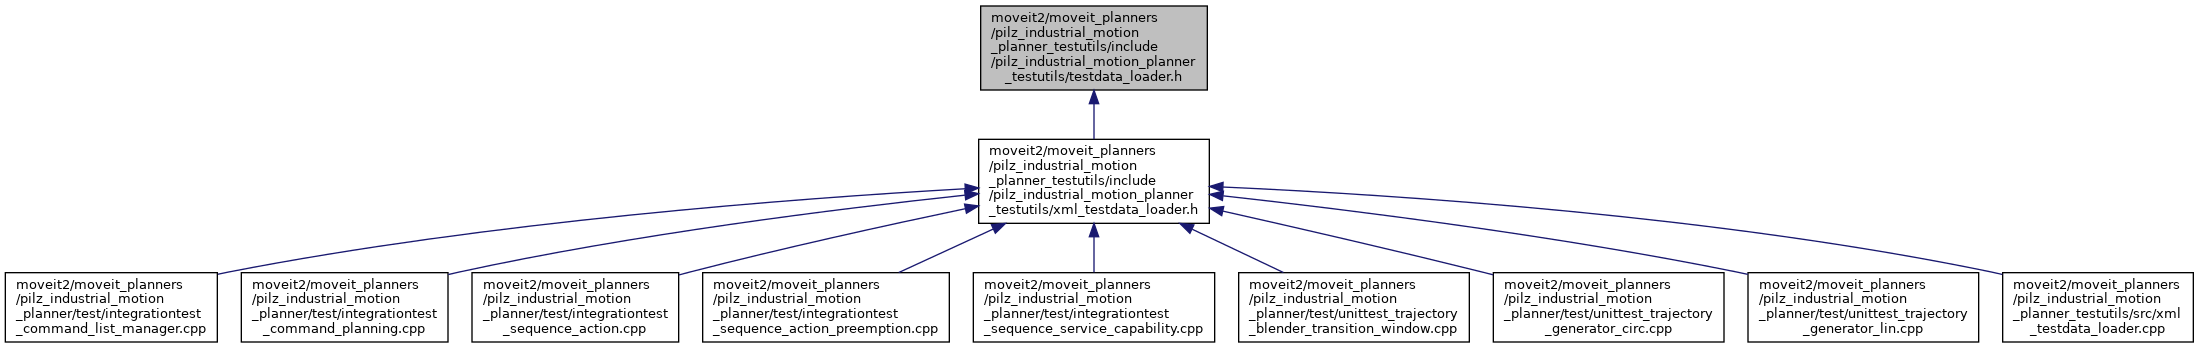 moveit2/moveit_planners
/pilz_industrial_motion
_planner_testutils/include
/pilz_industrial_motion_planner
_testutils/testdata_loader.h
moveit2/moveit_planners
/pilz_industrial_motion
_planner_testutils/include
/pilz_industrial_motion_planner
_testutils/xml_testdata_loader.h
moveit2/moveit_planners
/pilz_industrial_motion
_planner/test/integrationtest
_command_list_manager.cpp
moveit2/moveit_planners
/pilz_industrial_motion
_planner/test/integrationtest
_command_planning.cpp
moveit2/moveit_planners
/pilz_industrial_motion
_planner/test/integrationtest
_sequence_action.cpp
moveit2/moveit_planners
/pilz_industrial_motion
_planner/test/integrationtest
_sequence_action_preemption.cpp
moveit2/moveit_planners
/pilz_industrial_motion
_planner/test/integrationtest
_sequence_service_capability.cpp
moveit2/moveit_planners
/pilz_industrial_motion
_planner/test/unittest_trajectory
_blender_transition_window.cpp
moveit2/moveit_planners
/pilz_industrial_motion
_planner/test/unittest_trajectory
_generator_circ.cpp
moveit2/moveit_planners
/pilz_industrial_motion
_planner/test/unittest_trajectory
_generator_lin.cpp
moveit2/moveit_planners
/pilz_industrial_motion
_planner_testutils/src/xml
_testdata_loader.cpp